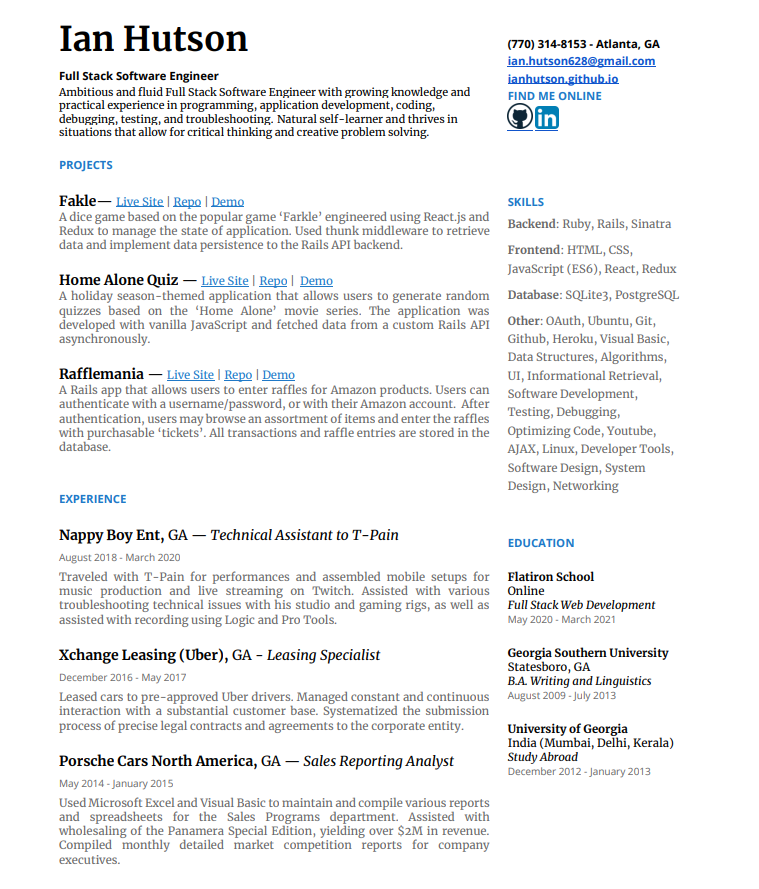 Ian Hutson
Full Stack Software Engineer
Ambitious and fluid Full Stack Software Engineer with growing knowledge and
practical experience in programming, application development, coding,
debugging, testing, and troubleshooting. Natural self-learner and thrives in
situations that allow for critical thinking and creative problem solving.
(770) 314-8153 - Atlanta, GA
ian.hutson628@gmail.com
ianhutson.github.io
FIND ME ONLINE
in
PROJECTS
Fakle— Live Site | Repo | Demo
A dice game based on the popular game ‘Farkle’ engineered using React.js and
Redux to manage the state of application. Used thunk middleware to retrieve
data and implement data persistence to the Rails API backend.
Home Alone Quiz — Live Site | Repo | Demo
A holiday season-themed application that allows users to generate random
quizzes based on the ‘Home Alone’ movie series. The application was
developed with vanilla JavaScript and fetched data from a custom Rails API
asynchronously.
Rafflemania — Live Site | Repo | Demo
A Rails app that allows users to enter raffles for Amazon products. Users can
authenticate with a username/password, or with their Amazon account. After
authentication, users may browse an assortment of items and enter the raffles
with purchasable ‘tickets’. All transactions and raffle entries are stored in the
database.
EXPERIENCE
Nappy Boy Ent, GA — Technical Assistant to T-Pain
August 2018 - March 2020
Traveled with T-Pain for performances and assembled mobile setups for
music production and live streaming on Twitch. Assisted with various
troubleshooting technical issues with his studio and gaming rigs, as well as
assisted with recording using Logic and Pro Tools.
Xchange Leasing (Uber), GA - Leasing Specialist
December 2016 - May 2017
Leased cars to pre-approved Uber drivers. Managed constant and continuous
interaction with a substantial customer base. Systematized the submission
process of precise legal contracts and agreements to the corporate entity.
Porsche Cars North America, GA — Sales Reporting Analyst
May 2014 - January 2015
Used Microsoft Excel and Visual Basic to maintain and compile various reports
and spreadsheets for the Sales Programs department. Assisted with
wholesaling of the Panamera Special Edition, yielding over $2M in revenue.
Compiled monthly detailed market competition reports for company
executives.
SKILLS
Backend: Ruby, Rails, Sinatra
Frontend: HTML, CSS,
JavaScript (ES6), React, Redux
Database: SQLite3, PostgreSQL
Other: OAuth, Ubuntu, Git,
Github, Heroku, Visual Basic,
Data Structures, Algorithms,
UI, Informational Retrieval,
Software Development,
Testing, Debugging,
Optimizing Code, Youtube,
AJAX, Linux, Developer Tools,
Software Design, System
Design, Networking
EDUCATION
Flatiron School
Online
Full Stack Web Development
May 2020 - March 2021
Georgia Southern University
Statesboro, GA
B.A. Writing and Linguistics
August 2009 - July 2013
University of Georgia
India (Mumbai, Delhi, Kerala)
Study Abroad
December 2012 - January 2013